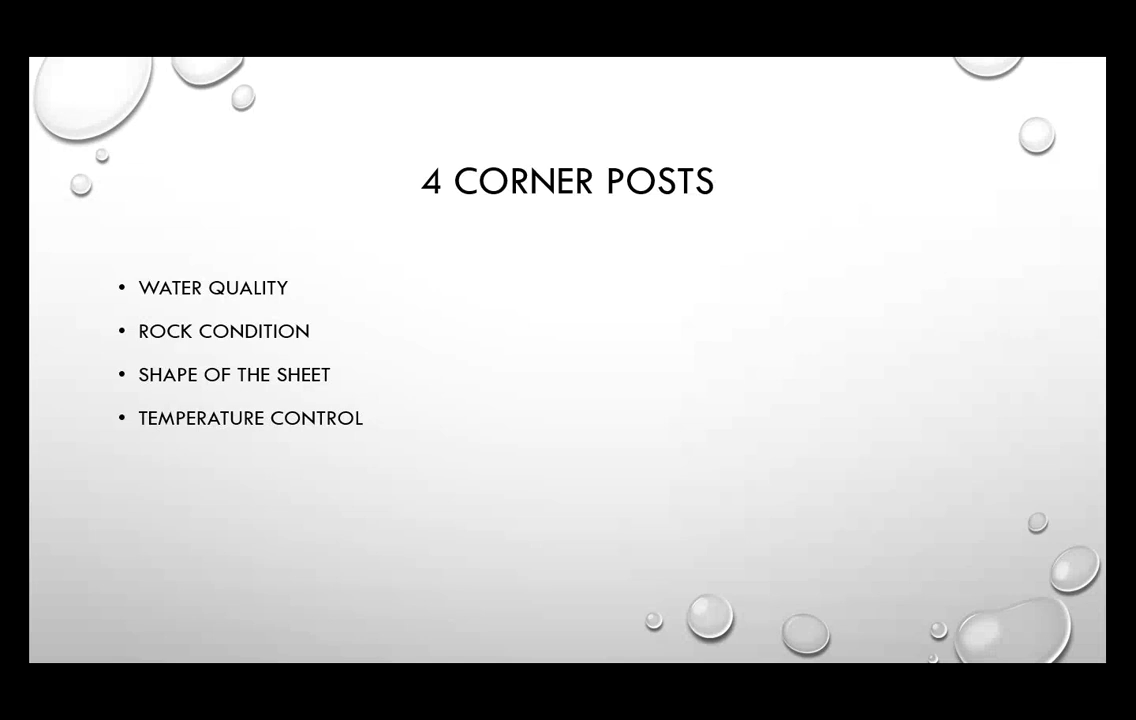 4 CORNER POSTS
• WATER QUALITY
• ROCK CONDITION
• SHAPE OF THE SHEET
• TEMPERATURE CONTROL